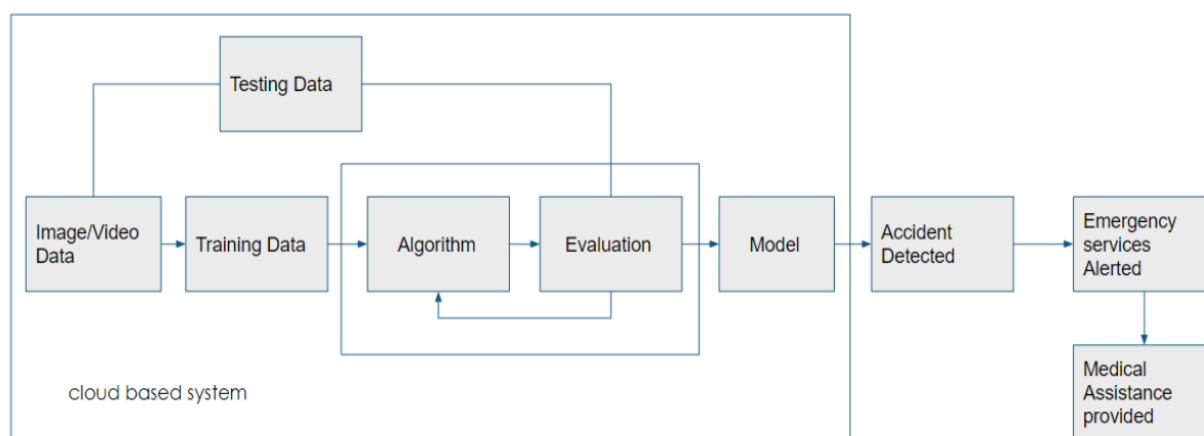 Testing Data
Image/Video
Data
Training Data
Algorithm
Evaluation
Model
Accident
Detected
Emergency
services
Alerted
Medical
Assistance
provided
cloud based system